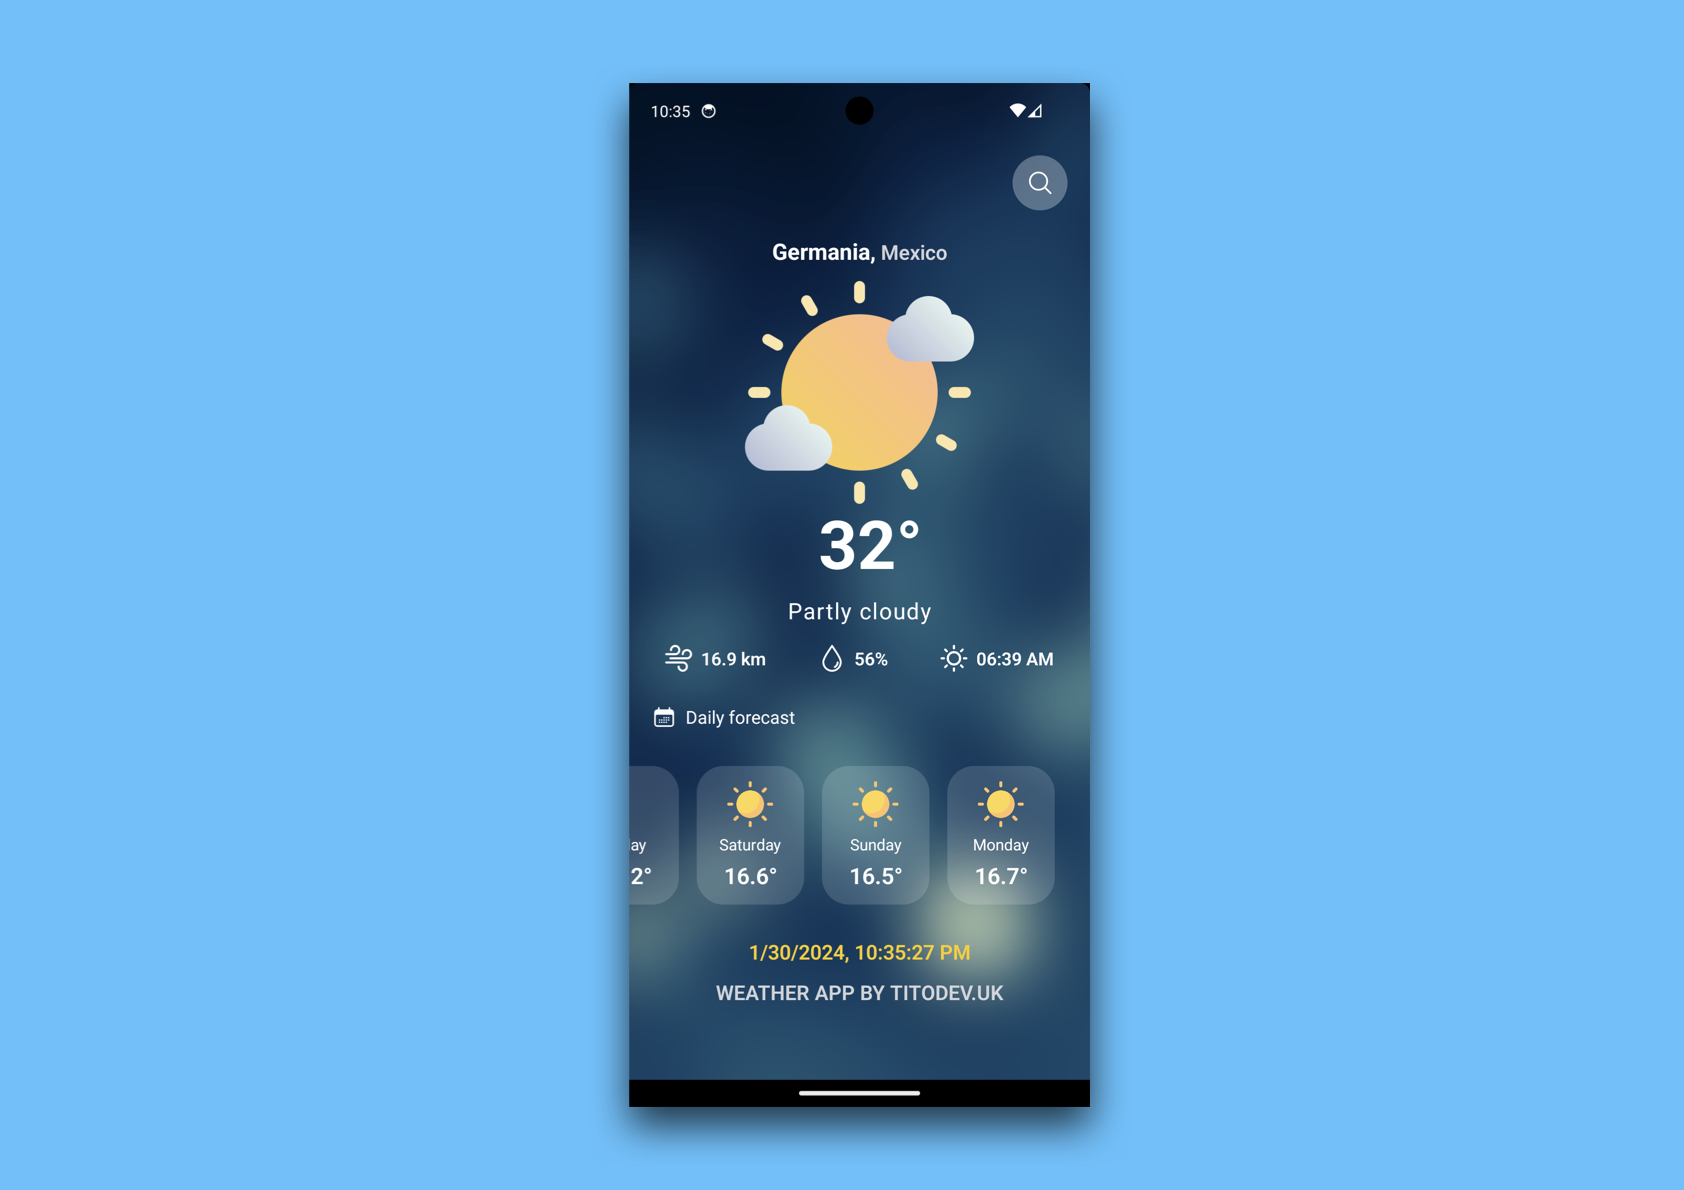 10:35
Germania, Mexico
32°
Partly cloudy
16.9 km 56% 06:39 AM
Daily forecast
ay Saturday Sunday Monday
2° 16.6° 16.5° 16.7°
1/30/2024, 10:35:27 PM
WEATHER APP BY TITODEV.UK